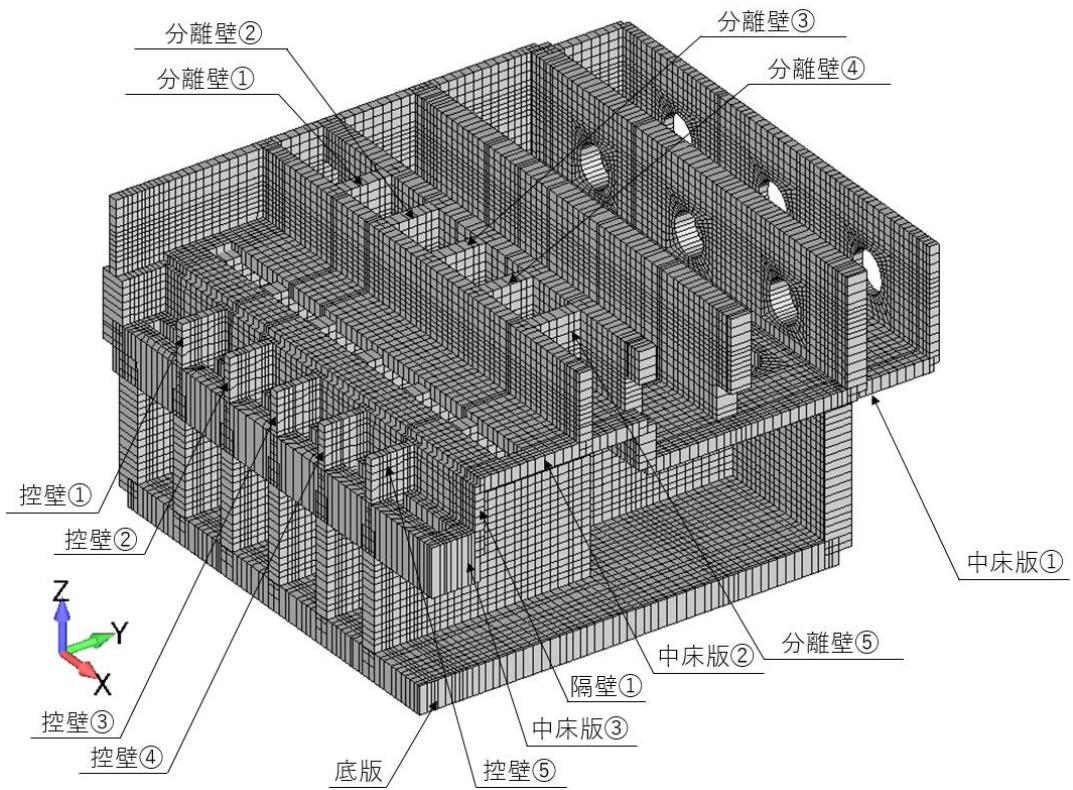 分離壁②
分離壁③
分離壁①
分離壁④
控壁①
控壁②
中床版①
Z
Y
X
分離壁⑤
中床版②
隔壁①
控壁③
中床版③
控壁④
底版
控壁⑤